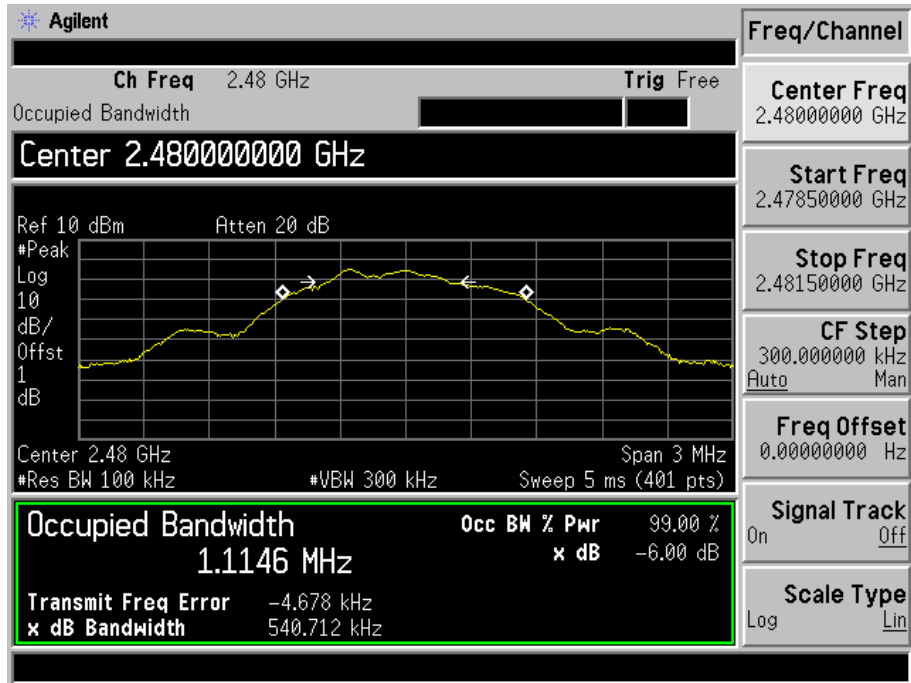 Agilent
Freq/Channel
Ch Freq 2.48 GHz Trig Free
Occupied Bandwidth
Center 2.480000000 GHz
Ref 10 dBm Atten 20 dB
#Peak
Log
10
dB/
Offst
1
dB
Center 2.48 GHz Span 3 MHz
#Res BW 100 kHz #VBW 300 kHz Sweep 5 ms (401 pts)
Occupied Bandwidth
1.1146 MHz
Occ BW % Pwr 99.00 %
x dB -6.00 dB
Transmit Freq Error -4.678 kHz
x dB Bandwidth 540.712 kHz
Center Freq
2.48000000 GHz
Start Freq
2.47850000 GHz
Stop Freq
2.48150000 GHz
CF Step
300.000000 kHz
Auto Man
Freq Offset
0.00000000 Hz
Signal Track
On Off
Scale Type
Log Lin